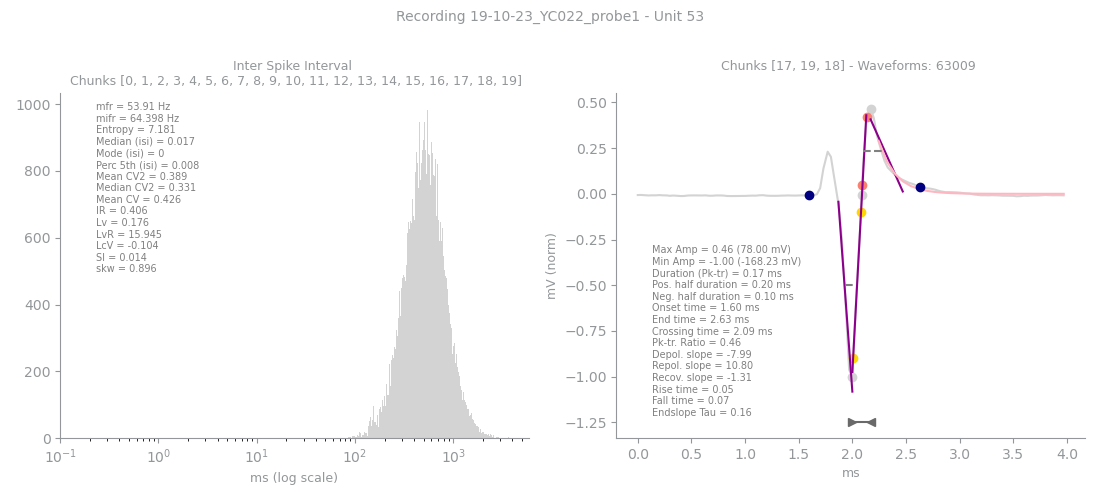 Recording 19-10-23_YC022_probe1 - Unit 53
Inter Spike Interval
Chunks [0, 1, 2, 3, 4, 5, 6, 7, 8, 9, 10, 11, 12, 13, 14, 15, 16, 17, 18, 19]
mfr = 53.91 Hz
mifr = 64.398 Hz
Entropy = 7.181
Median (isi) = 0.017
Mode (isi) = 0
Perc 5th (isi) = 0.008
Mean CV2 = 0.389
Median CV2 = 0.331
Mean CV = 0.426
IR = 0.406
Lv = 0.176
LvR = 15.945
LcV = -0.104
SI = 0.014
skw = 0.896
1000
800
600
400
200
0
10⁻¹ 10⁰ 10¹ 10² 10³
ms (log scale)
Chunks [17, 19, 18] - Waveforms: 63009
mV (norm)
0.50
0.25
0.00
−0.25
−0.50
−0.75
−1.00
−1.25
Max Amp = 0.46 (78.00 mV)
Min Amp = -1.00 (-168.23 mV)
Duration (Pk-tr) = 0.17 ms
Pos. half duration = 0.20 ms
Neg. half duration = 0.10 ms
Onset time = 1.60 ms
End time = 2.63 ms
Crossing time = 2.09 ms
Pk-tr. Ratio = 0.46
Depol. slope = -7.99
Repol. slope = 10.80
Recov. slope = -1.31
Rise time = 0.05
Fall time = 0.07
Endslope Tau = 0.16
0.0 0.5 1.0 1.5 2.0 2.5 3.0 3.5 4.0
ms